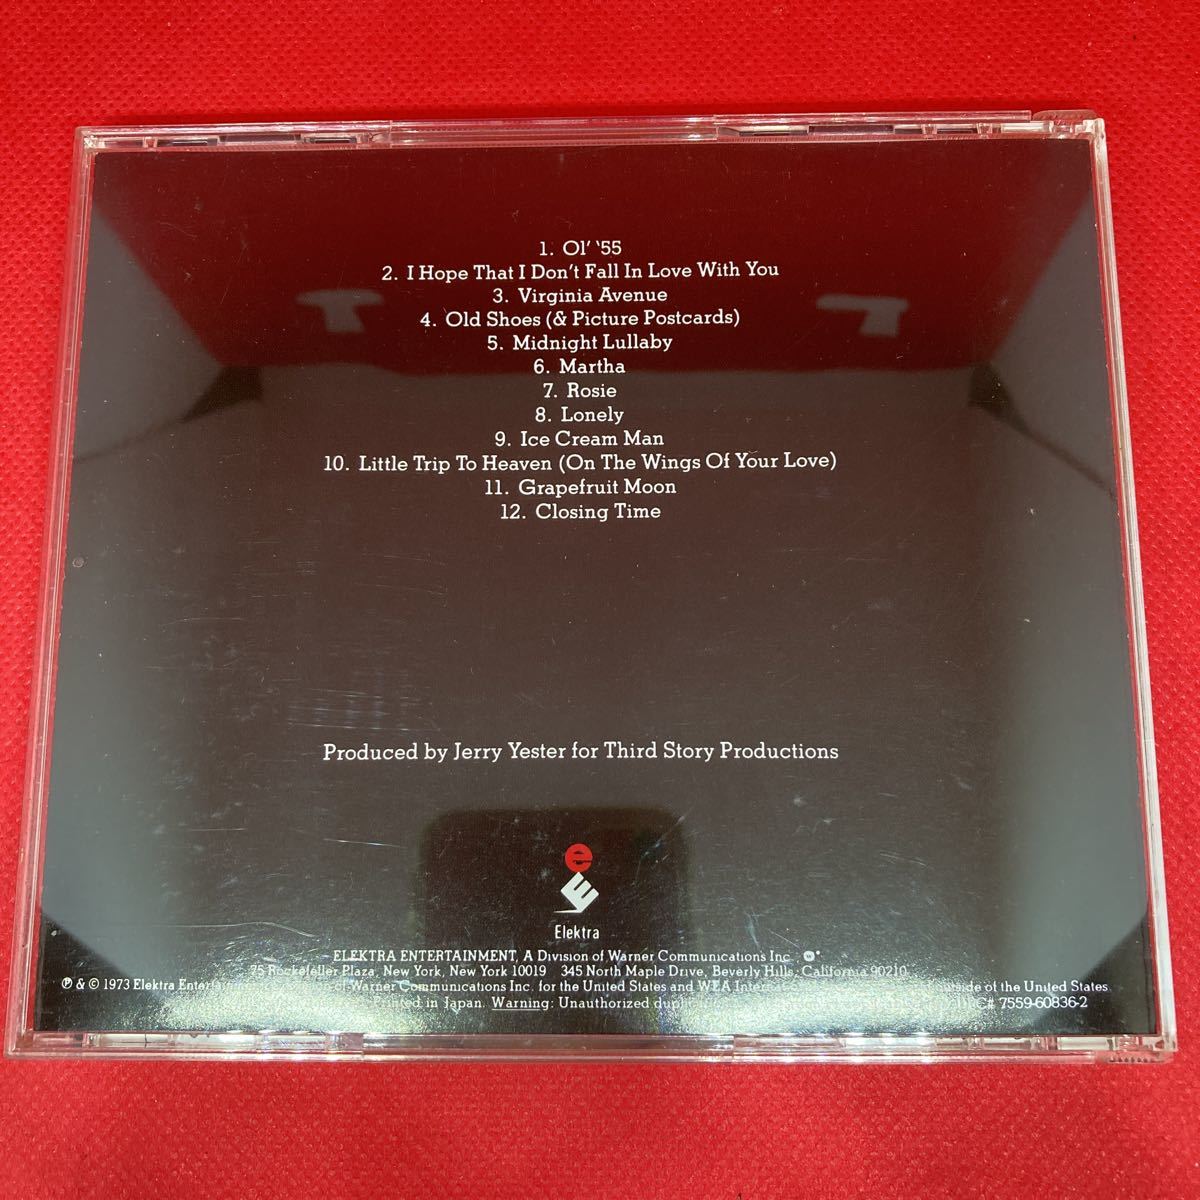 1. Ol' '55
2. I Hope That I Don't Fall In Love With You
3. Virginia Avenue
4. Old Shoes (& Picture Postcards)
5. Midnight Lullaby
6. Martha
7. Rosie
8. Lonely
9. Ice Cream Man
10. Little Trip To Heaven (On The Wings Of Your Love)
11. Grapefruit Moon
12. Closing Time
Produced by Jerry Yester for Third Story Productions
e
E
Elektra
ELEKTRA ENTERTAINMENT, A Division of Warner Communications Inc.
75 Rockefeller Plaza, New York, New York 10019 345 North Maple Drive, Beverly Hills, California 90210
℗ & © 1973 Elektra of Warner Communications Inc. for the United States and WEA outside of the United States.
Printed in Japan. Warning: Unauthorized 7559-60836-2